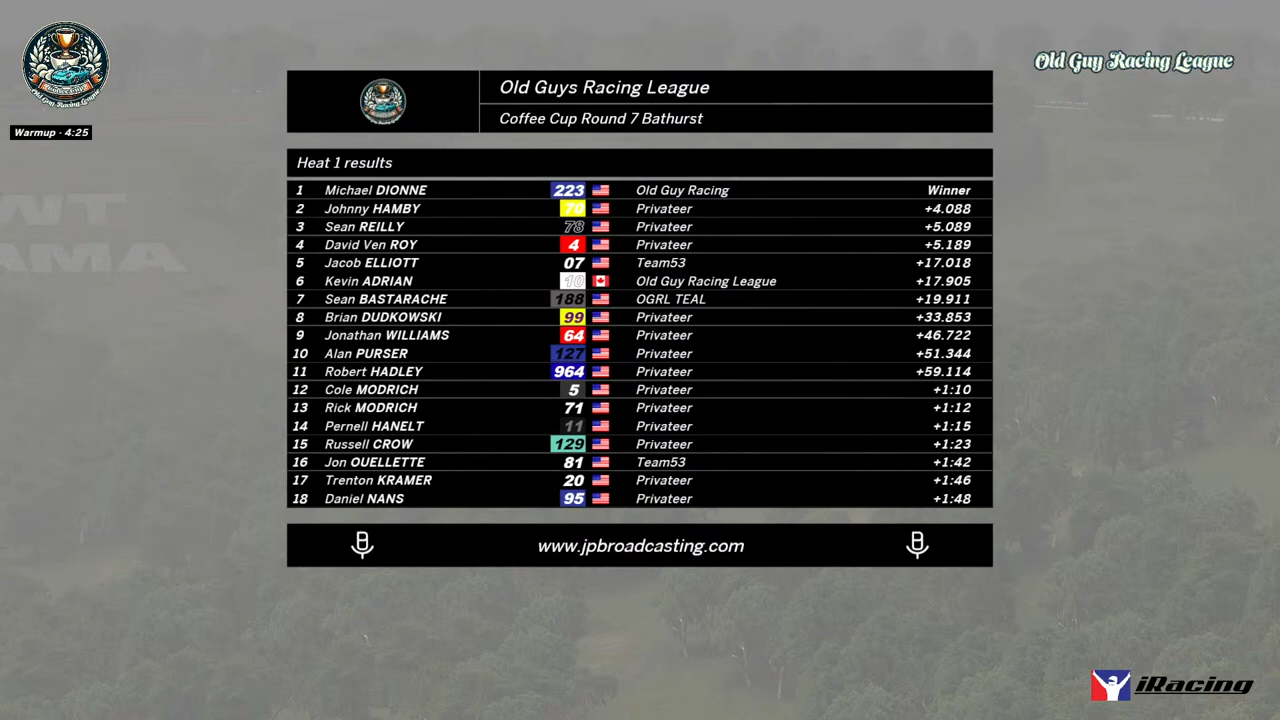 Old Guy Racing League
Warmup - 4:25
Old Guy Racing League
Old Guys Racing League
Coffee Cup Round 7 Bathurst
Heat 1 results
1 Michael DIONNE 223 Old Guy Racing Winner
2 Johnny HAMBY 70 Privateer +4.088
3 Sean REILLY 78 Privateer +5.089
4 David Ven ROY 4 Privateer +5.189
5 Jacob ELLIOTT 07 Team53 +17.018
6 Kevin ADRIAN 10 Old Guy Racing League +17.905
7 Sean BASTARACHE 188 OGRL TEAL +19.911
8 Brian DUDKOWSKI 99 Privateer +33.853
9 Jonathan WILLIAMS 64 Privateer +46.722
10 Alan PURSER 127 Privateer +51.344
11 Robert HADLEY 964 Privateer +59.114
12 Cole MODRICH 5 Privateer +1:10
13 Rick MODRICH 71 Privateer +1:12
14 Pernell HANELT 11 Privateer +1:15
15 Russell CROW 129 Privateer +1:23
16 Jon OUELLETTE 81 Team53 +1:42
17 Trenton KRAMER 20 Privateer +1:46
18 Daniel NANS 95 Privateer +1:48
www.jpbroadcasting.com
iRacing